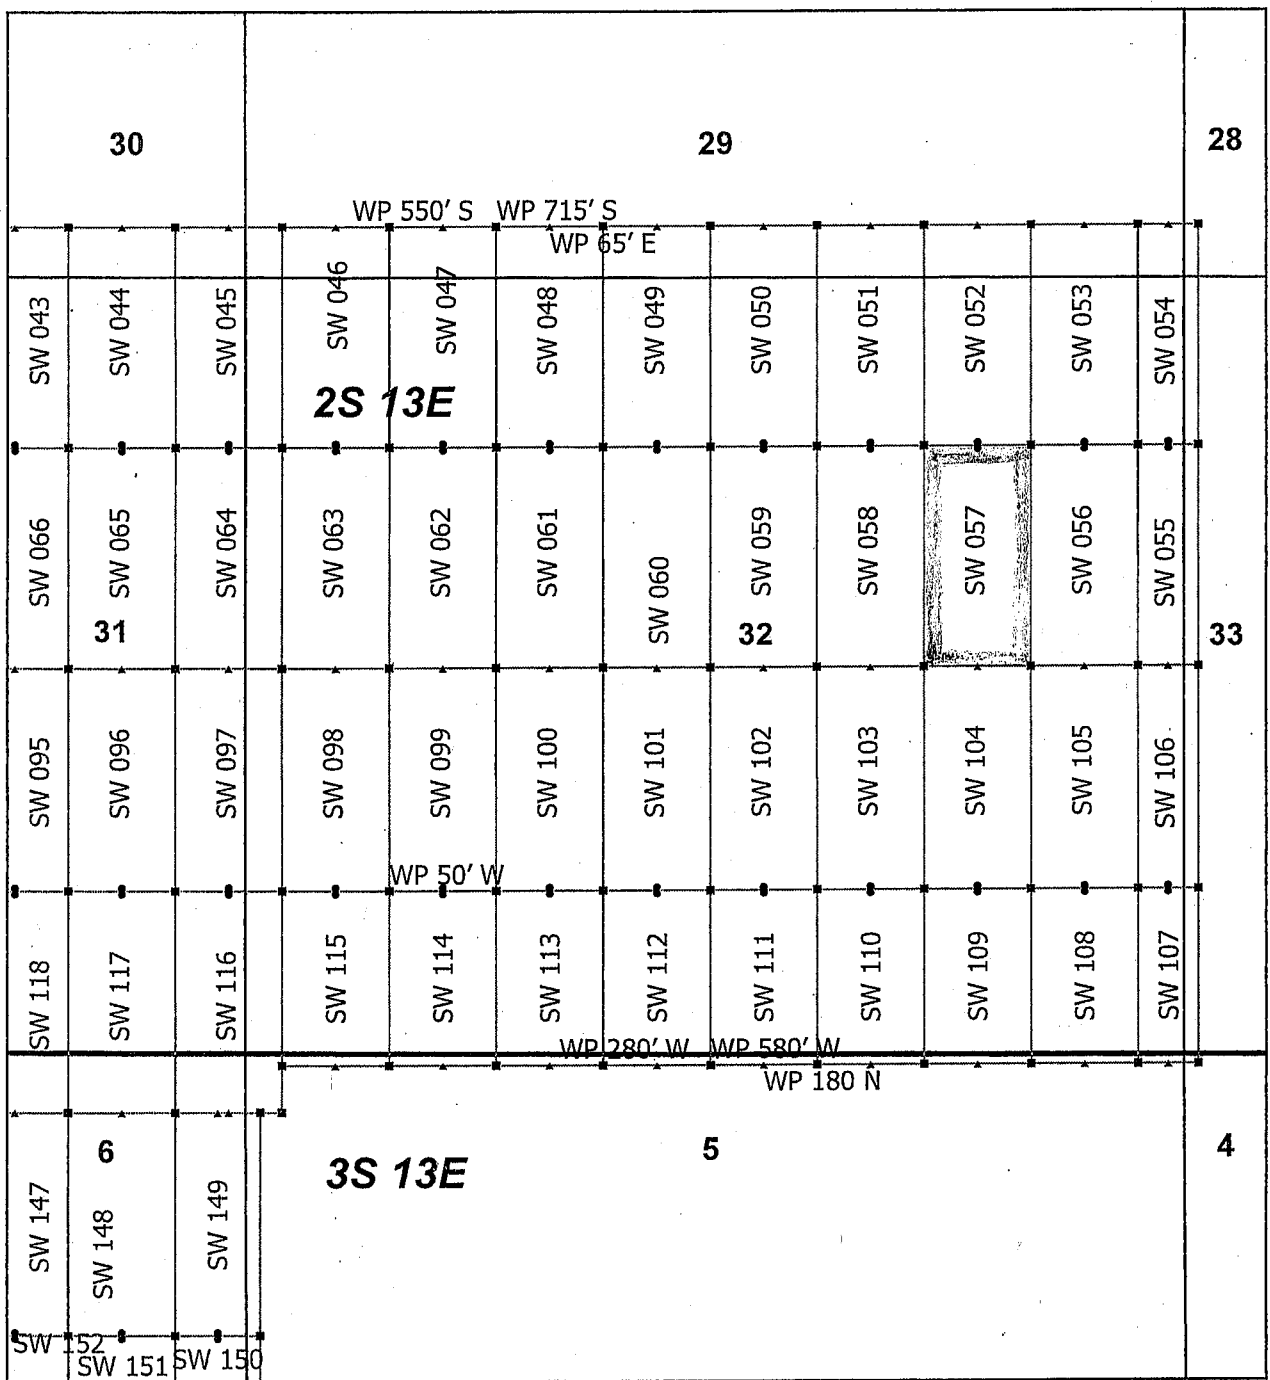 30
29
28
WP 550' S
WP 715' S
WP 65' E
SW 043
SW 044
SW 045
SW 046
SW 047
SW 048
SW 049
SW 050
SW 051
SW 052
SW 053
SW 054
2S 13E
SW 066
SW 065
SW 064
SW 063
SW 062
SW 061
SW 060
SW 059
SW 058
SW 057
SW 056
SW 055
31
32
33
SW 095
SW 096
SW 097
SW 098
SW 099
SW 100
SW 101
SW 102
SW 103
SW 104
SW 105
SW 106
WP 50' W
SW 118
SW 117
SW 116
SW 115
SW 114
SW 113
SW 112
SW 111
SW 110
SW 109
SW 108
SW 107
WP 280' W
WP 580' W
WP 180 N
6
5
4
3S 13E
SW 147
SW 148
SW 149
SW 152
SW 151
SW 150